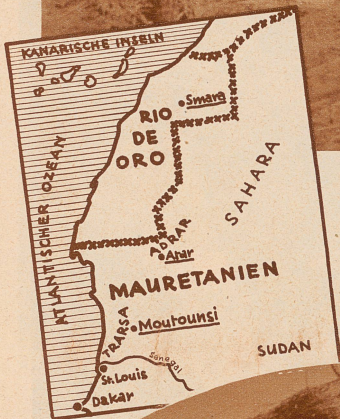 KANARISCHE INSELN
RIO
DE
ORO
Smara
ATLANTISCHER OZEAN
SAHARA
ADRAR
Atar
MAURETANIEN
TRARSA
Moutounsi
Senegal
SUDAN
St. Louis
Dakar